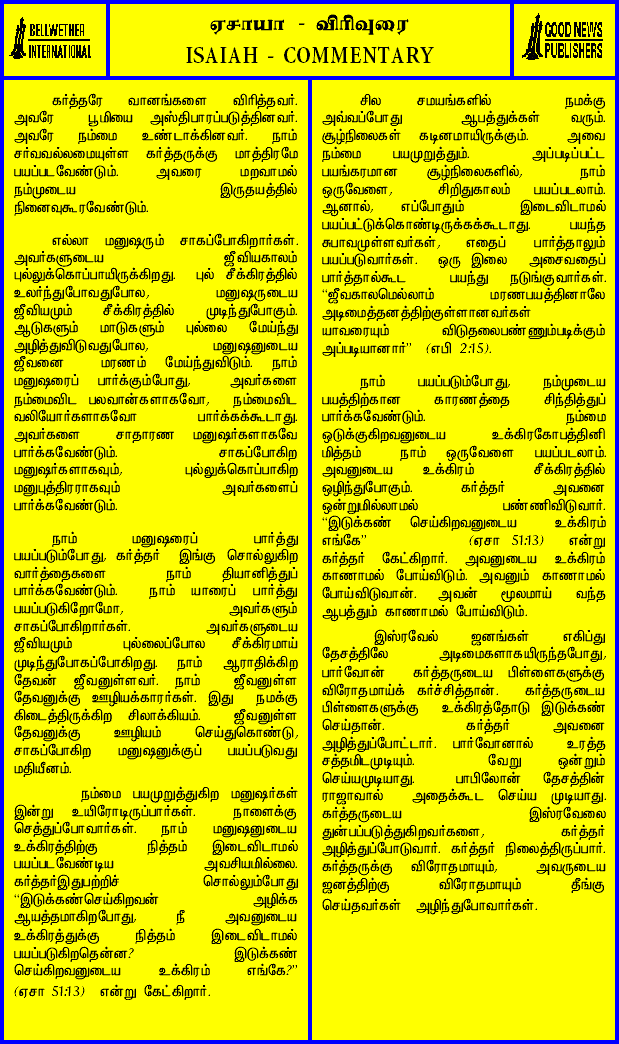 BELLWETHER
INTERNATIONAL
ஏசாயா - விரிவுரை
ISAIAH - COMMENTARY
GOOD NEWS
PUBLISHERS
கர்த்தரே வானங்களை விரித்தவர்.
அவரே பூமியை அஸ்திபாரப்படுத்தினவர்.
அவரே நம்மை உண்டாக்கினவர். நாம்
சர்வவல்லமையுள்ள கர்த்தருக்கு மாத்திரமே
பயப்படவேண்டும். அவரை மறவாமல்
நம்முடைய இருதயத்தில்
நினைவுகூரவேண்டும்.
எல்லா மனுஷரும் சாகப்போகிறார்கள்.
அவர்களுடைய ஜீவியகாலம்
புல்லுக்கொப்பாயிருக்கிறது. புல் சீக்கிரத்தில்
உலர்ந்துபோவதுபோல, மனுஷருடைய
ஜீவியமும் சீக்கிரத்தில் முடிந்துபோகும்.
ஆடுகளும் மாடுகளும் புல்லை மேய்ந்து
அழித்துவிடுவதுபோல, மனுஷனுடைய
ஜீவனை மரணம் மேய்ந்துவிடும். நாம்
மனுஷரைப் பார்க்கும்போது, அவர்களை
நம்மைவிட பலவான்களாகவோ, நம்மைவிட
வலியோர்களாகவோ பார்க்கக்கூடாது.
அவர்களை சாதாரண மனுஷர்களாகவே
பார்க்கவேண்டும். சாகப்போகிற
மனுஷர்களாகவும், புல்லுக்கொப்பாகிற
மனுபுத்திரராகவும் அவர்களைப்
பார்க்கவேண்டும்.
நாம் மனுஷரைப் பார்த்து
பயப்படும்போது, கர்த்தர் இங்கு சொல்லுகிற
வார்த்தைகளை நாம் தியானித்துப்
பார்க்கவேண்டும். நாம் யாரைப் பார்த்து
பயப்படுகிறோமோ, அவர்களும்
சாகப்போகிறார்கள். அவர்களுடைய
ஜீவியமும் புல்லைப்போல சீக்கிரமாய்
முடிந்துபோகப்போகிறது. நாம் ஆராதிக்கிற
தேவன் ஜீவனுள்ளவர். நாம் ஜீவனுள்ள
தேவனுக்கு ஊழியக்காரர்கள். இது நமக்கு
கிடைத்திருக்கிற சிலாக்கியம். ஜீவனுள்ள
தேவனுக்கு ஊழியம் செய்துகொண்டு,
சாகப்போகிற மனுஷனுக்குப் பயப்படுவது
மதியீனம்.
நம்மை பயமுறுத்துகிற மனுஷர்கள்
இன்று உயிரோடிருப்பார்கள். நாளைக்கு
செத்துப்போவார்கள். நாம் மனுஷனுடைய
உக்கிரத்திற்கு நித்தம் இடைவிடாமல்
பயப்படவேண்டிய அவசியமில்லை.
கர்த்தர்இதுபற்றிச் சொல்லும்போது
"இடுக்கண்செய்கிறவன் அழிக்க
ஆயத்தமாகிறபோது, நீ அவனுடைய
உக்கிரத்துக்கு நித்தம் இடைவிடாமல்
பயப்படுகிறதென்ன? இடுக்கண்
செய்கிறவனுடைய உக்கிரம் எங்கே?"
(ஏசா 51:13) என்று கேட்கிறார்.
சில சமயங்களில் நமக்கு
அவ்வப்போது ஆபத்துக்கள் வரும்.
சூழ்நிலைகள் கடினமாயிருக்கும். அவை
நம்மை பயமுறுத்தும். அப்படிப்பட்ட
பயங்கரமான சூழ்நிலைகளில், நாம்
ஒருவேளை, சிறிதுகாலம் பயப்படலாம்.
ஆனால், எப்போதும் இடைவிடாமல்
பயப்பட்டுக்கொண்டிருக்கக்கூடாது. பயந்த
சுபாவமுள்ளவர்கள், எதைப் பார்த்தாலும்
பயப்படுவார்கள். ஒரு இலை அசைவதைப்
பார்த்தால்கூட பயந்து நடுங்குவார்கள்.
"ஜீவகாலமெல்லாம் மரணபயத்தினாலே
அடிமைத்தனத்திற்குள்ளானவர்கள்
யாவரையும் விடுதலைபண்ணும்படிக்கும்
அப்படியானார்" (எபி 2:15).
நாம் பயப்படும்போது, நம்முடைய
பயத்திற்கான காரணத்தை சிந்தித்துப்
பார்க்கவேண்டும். நம்மை
ஒடுக்குகிறவனுடைய உக்கிரகோபத்தினி
மித்தம் நாம் ஒருவேளை பயப்படலாம்.
அவனுடைய உக்கிரம் சீக்கிரத்தில்
ஒழிந்துபோகும். கர்த்தர் அவனை
ஒன்றுமில்லாமல் பண்ணிவிடுவார்.
"இடுக்கண் செய்கிறவனுடைய உக்கிரம்
எங்கே" (ஏசா 51:13) என்று
கர்த்தர் கேட்கிறார். அவனுடைய உக்கிரம்
காணாமல் போய்விடும். அவனும் காணாமல்
போய்விடுவான். அவன் மூலமாய் வந்த
ஆபத்தும் காணாமல் போய்விடும்.
இஸ்ரவேல் ஜனங்கள் எகிப்து
தேசத்திலே அடிமைகளாகயிருந்தபோது,
பார்வோன் கர்த்தருடைய பிள்ளைகளுக்கு
விரோதமாய்க் கர்ச்சித்தான். கர்த்தருடைய
பிள்ளைகளுக்கு உக்கிரத்தோடு இடுக்கண்
செய்தான். கர்த்தர் அவனை
அழித்துப்போட்டார். பார்வோனால் உரத்த
சத்தமிடமுடியும். வேறு ஒன்றும்
செய்யமுடியாது. பாபிலோன் தேசத்தின்
ராஜாவால் அதைக்கூட செய்ய முடியாது.
கர்த்தருடைய இஸ்ரவேலை
துன்பப்படுத்துகிறவர்களை, கர்த்தர்
அழித்துப்போடுவார். கர்த்தர் நிலைத்திருப்பார்.
கர்த்தருக்கு விரோதமாயும், அவருடைய
ஜனத்திற்கு விரோதமாயும் தீங்கு
செய்தவர்கள் அழிந்துபோவார்கள்.